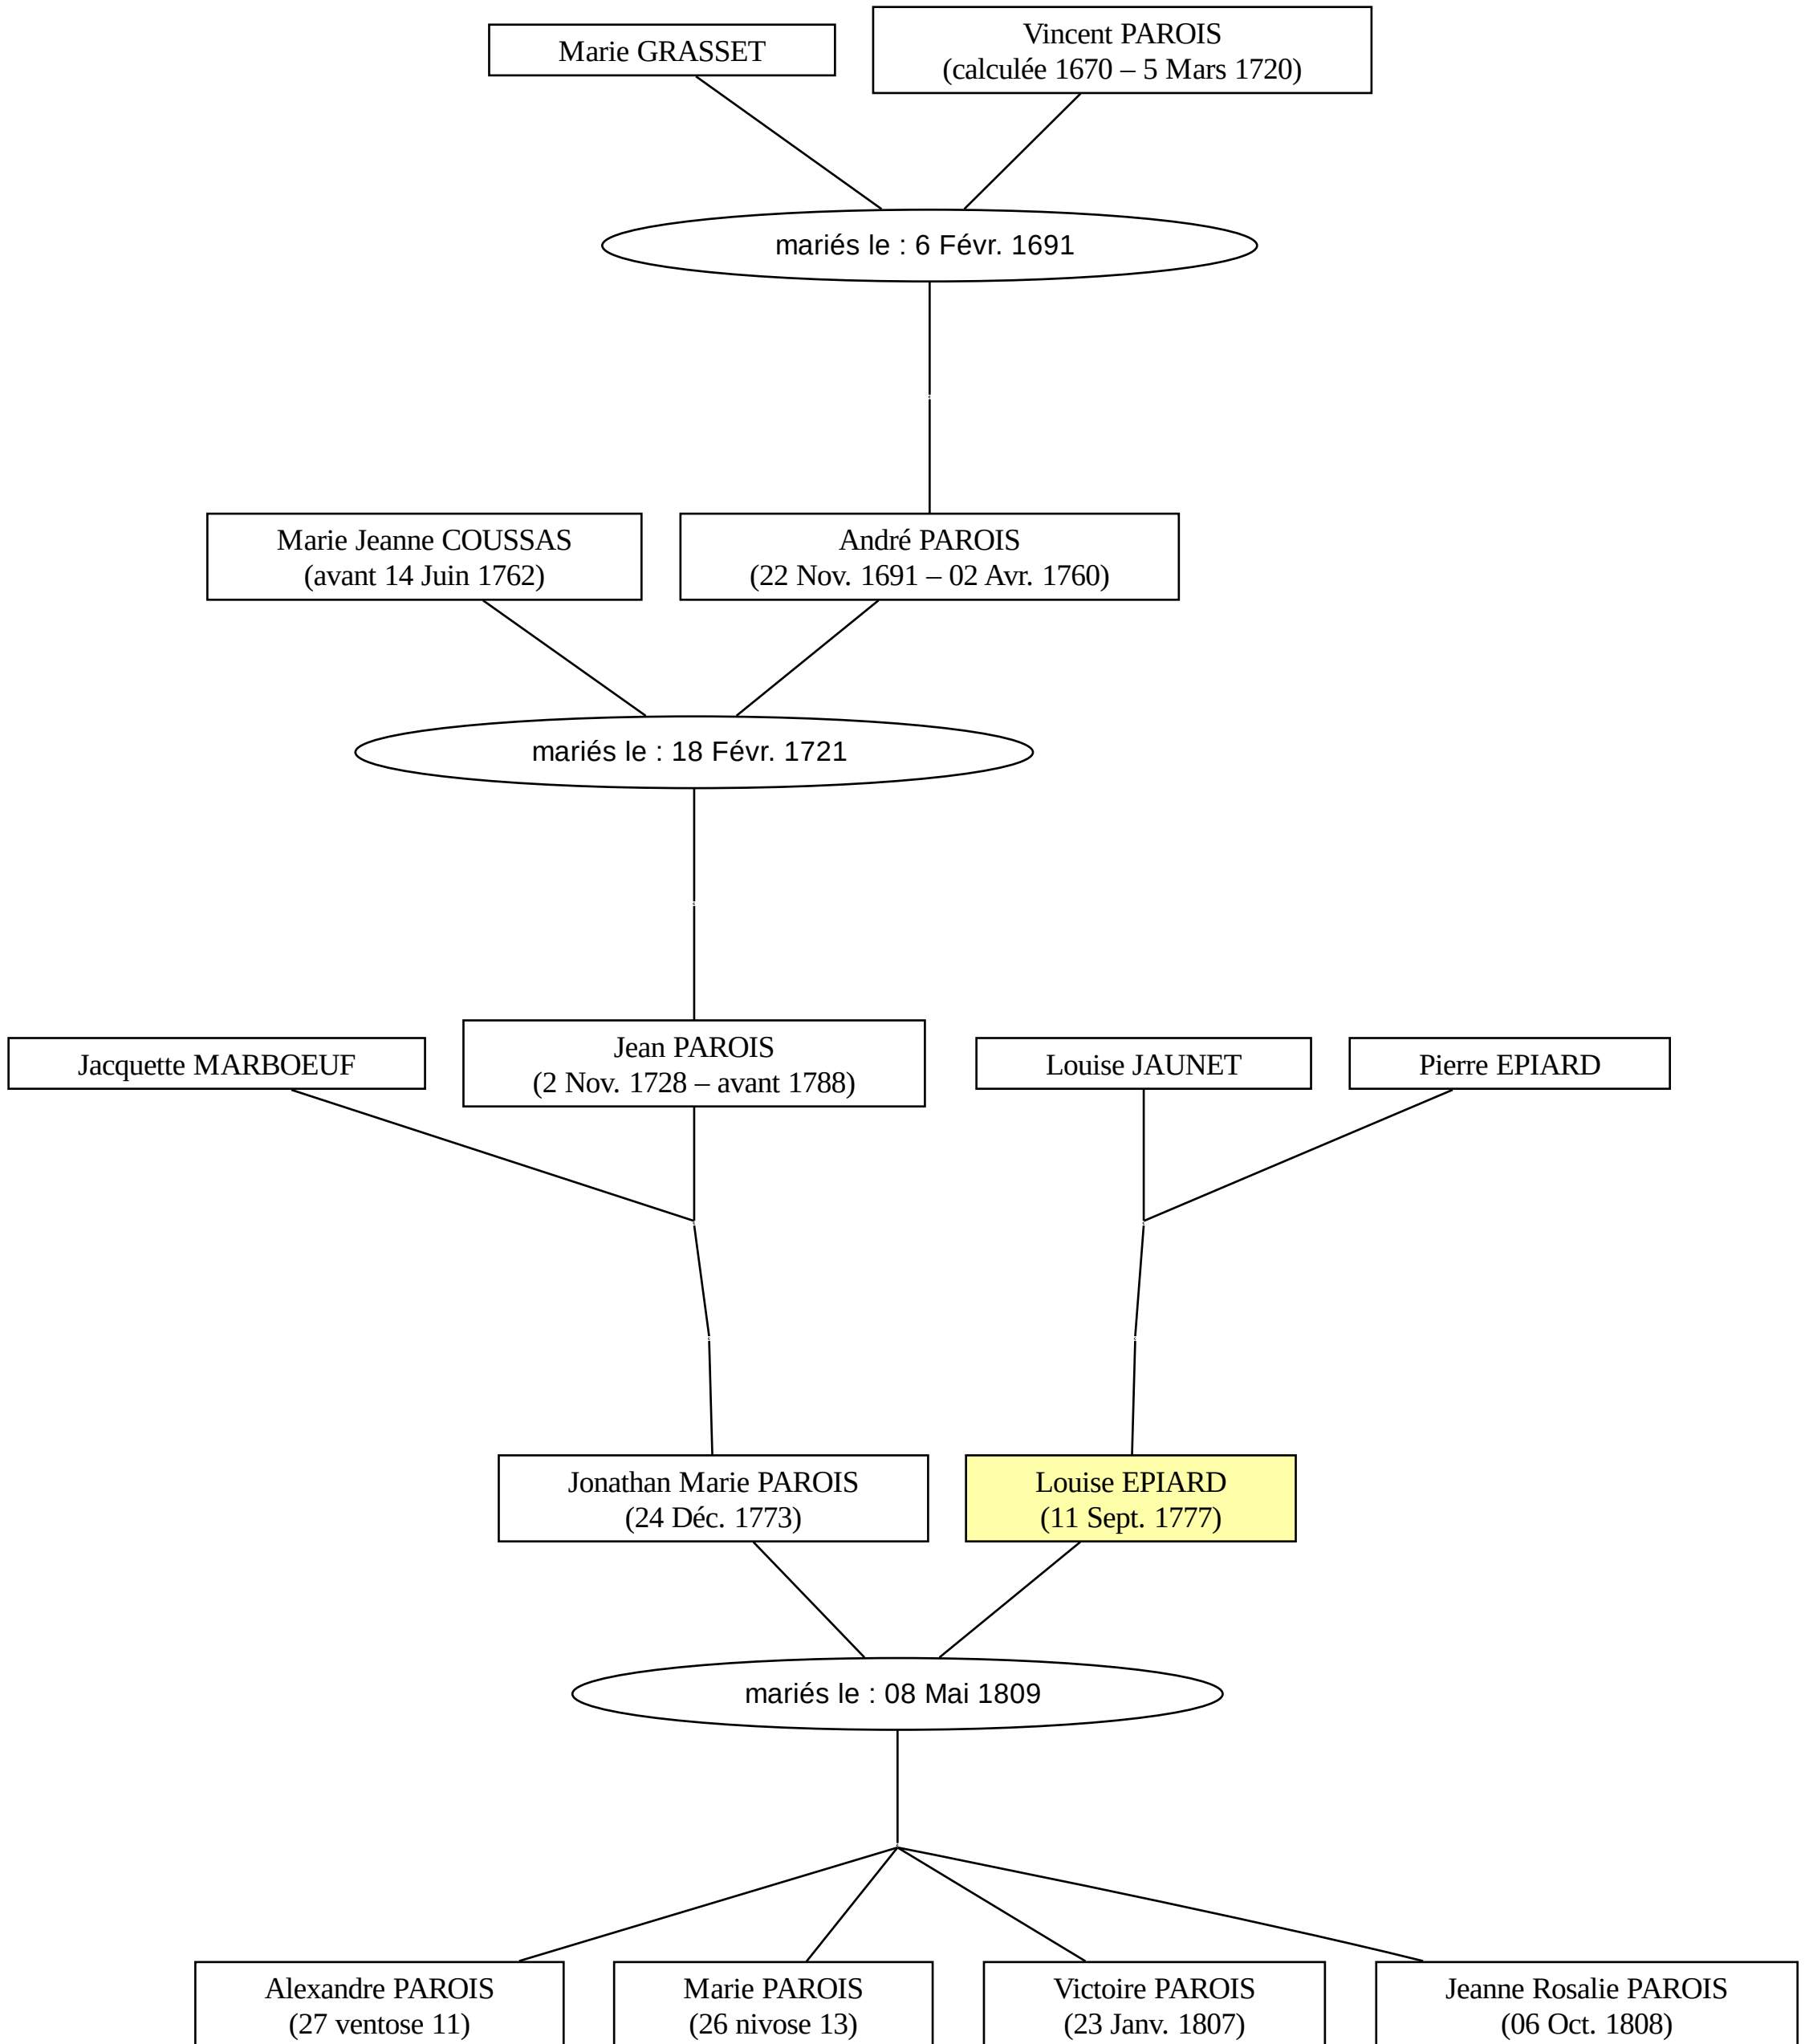 Marie GRASSET
Vincent PAROIS
(calculée 1670 – 5 Mars 1720)
mariés le : 6 Févr. 1691
Marie Jeanne COUSSAS
(avant 14 Juin 1762)
André PAROIS
(22 Nov. 1691 – 02 Avr. 1760)
mariés le : 18 Févr. 1721
Jacquette MARBOEUF
Jean PAROIS
(2 Nov. 1728 – avant 1788)
Louise JAUNET
Pierre EPIARD
Jonathan Marie PAROIS
(24 Déc. 1773)
Louise EPIARD
(11 Sept. 1777)
mariés le : 08 Mai 1809
Alexandre PAROIS
(27 ventose 11)
Marie PAROIS
(26 nivose 13)
Victoire PAROIS
(23 Janv. 1807)
Jeanne Rosalie PAROIS
(06 Oct. 1808)